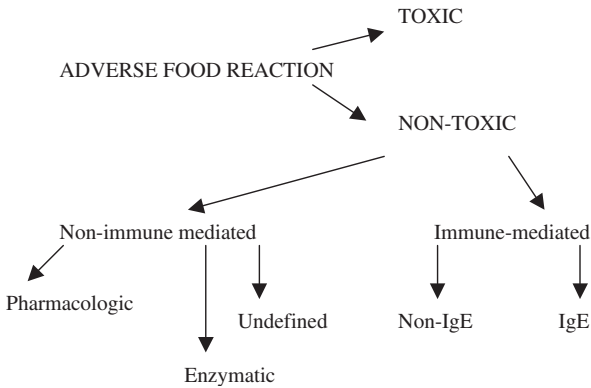 TOXIC
ADVERSE FOOD REACTION
NON-TOXIC
Non-immune mediated
Immune-mediated
Pharmacologic
Undefined
Non-IgE
IgE
Enzymatic